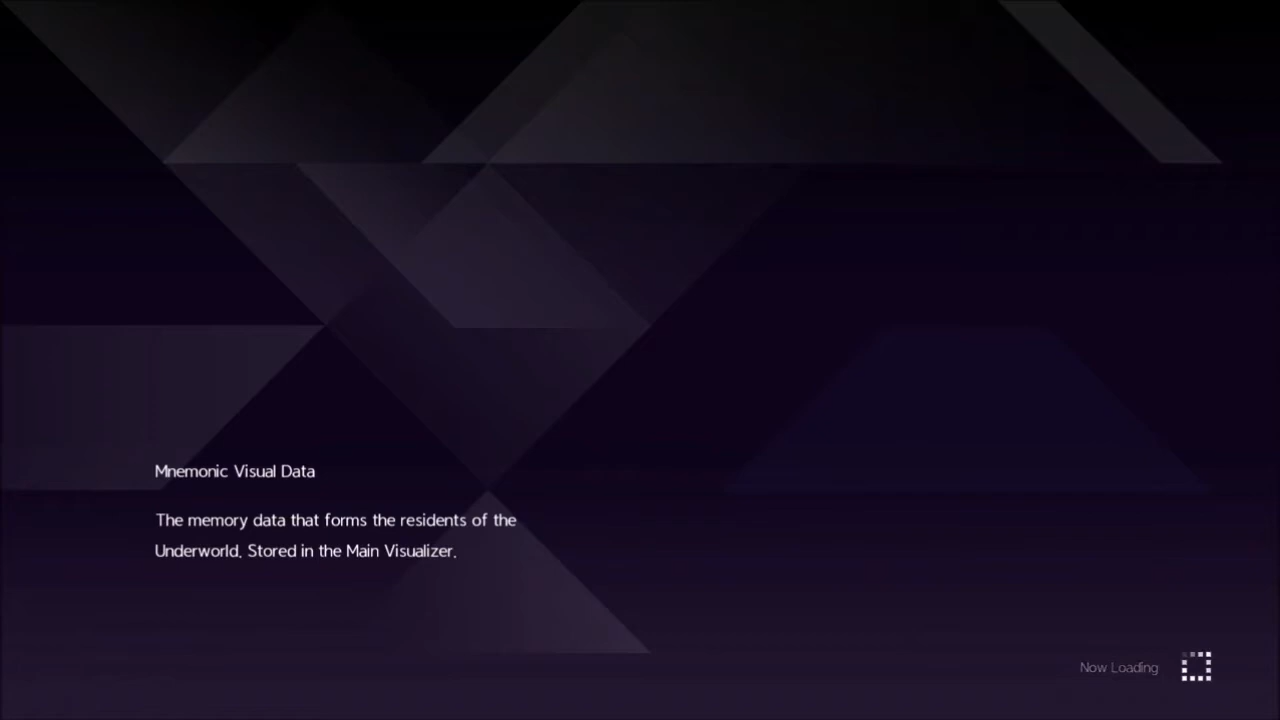 Mnemonic Visual Data
The memory data that forms the residents of the
Underworld. Stored in the Main Visualizer.
Now Loading